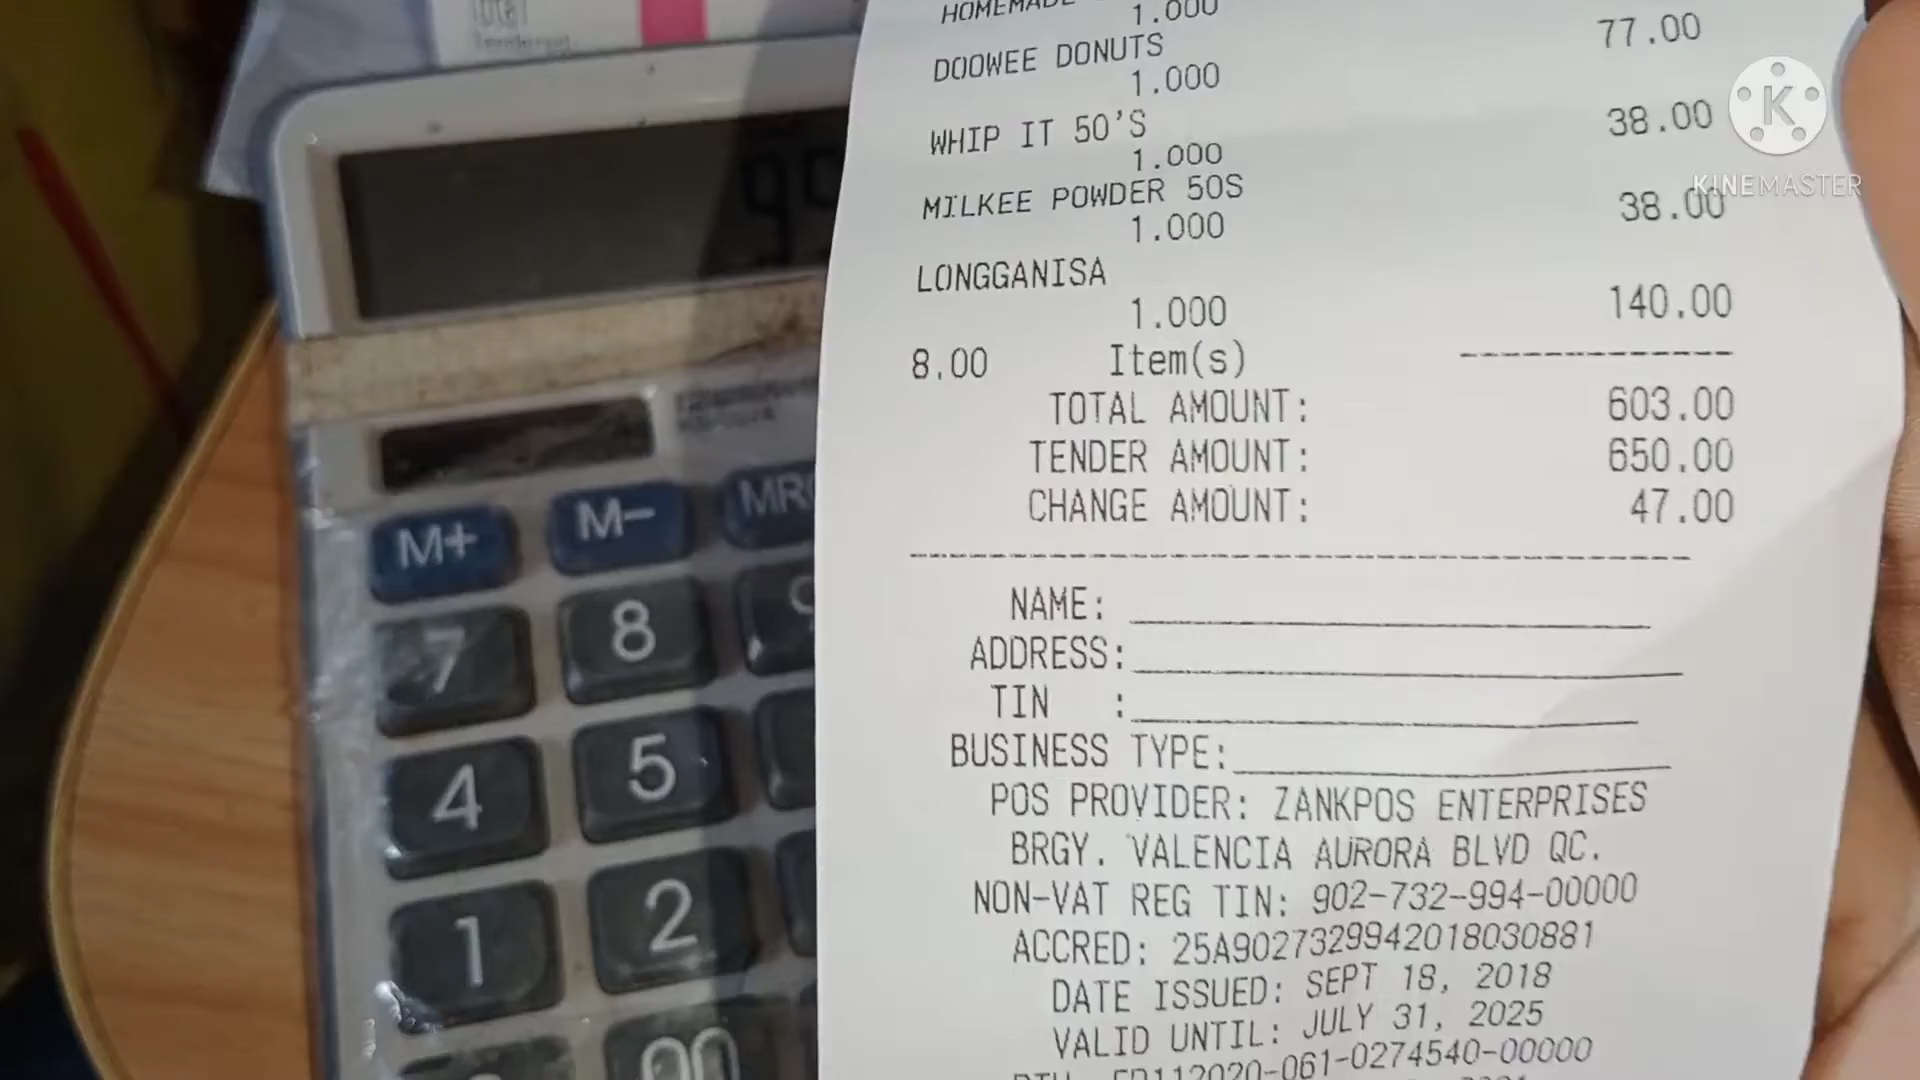 HOMEMADE
1.000
DOOWEE DONUTS 77.00
1.000
WHIP IT 50'S 38.00
1.000
MILKEE POWDER 50S 38.00
1.000
LONGGANISA
1.000 140.00
8.00 Item(s)
TOTAL AMOUNT: 603.00
TENDER AMOUNT: 650.00
CHANGE AMOUNT: 47.00
NAME:
ADDRESS:
TIN :
BUSINESS TYPE:
POS PROVIDER: ZANKPOS ENTERPRISES
BRGY. VALENCIA AURORA BLVD QC.
NON-VAT REG TIN: 902-732-994-00000
ACCRED: 25A9027329942018030881
DATE ISSUED: SEPT 18, 2018
VALID UNTIL: JULY 31, 2025
K
KINEMASTER
Total
M+ M- MR
7 8
4 5
1 2
00